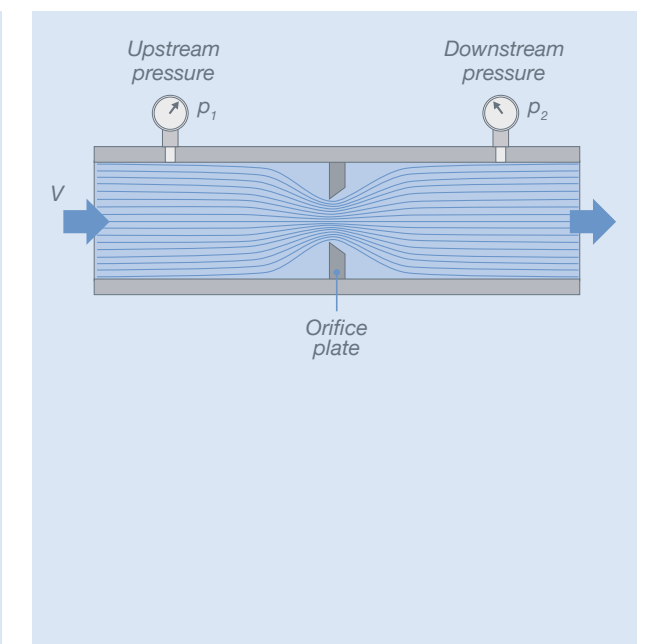 Upstream
pressure
Downstream
pressure
p1
p2
V
Orifice
plate